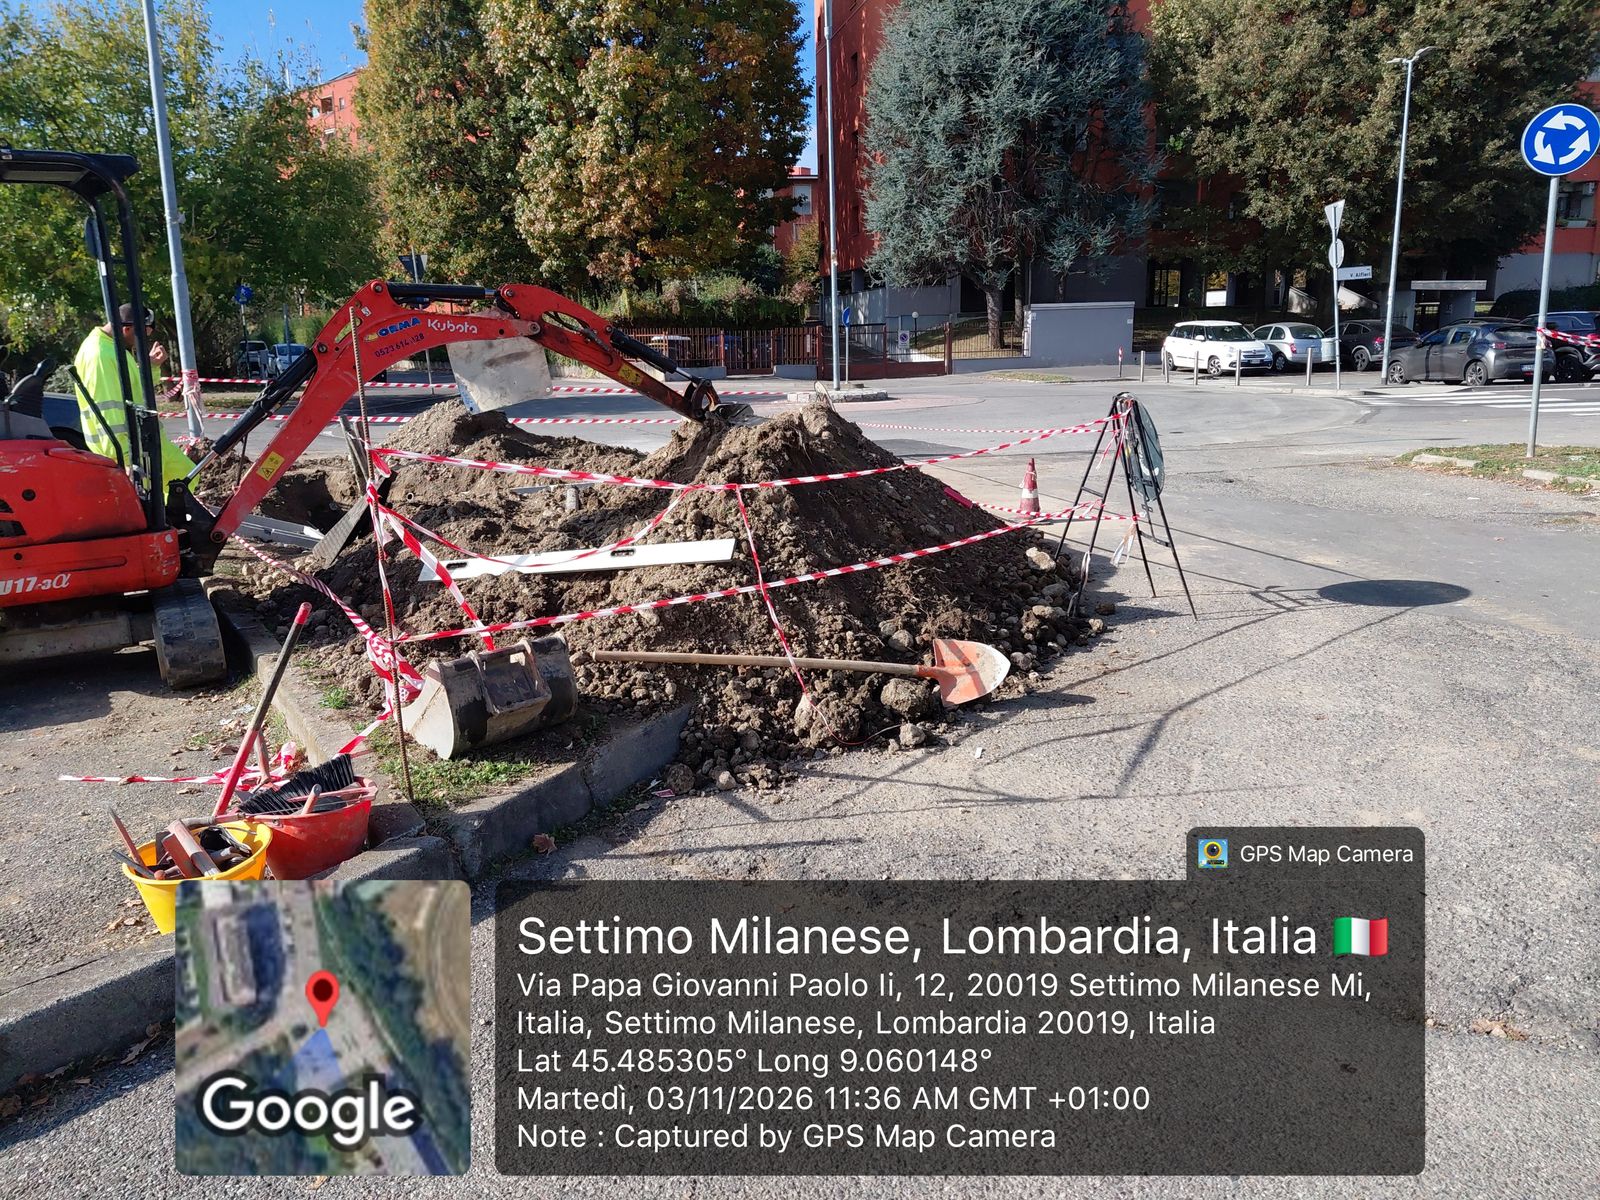 V. Alfieri
NORMA Kubota
0573 614 128
U17-3α
GPS Map Camera
Settimo Milanese, Lombardia, Italia 🇮🇹
Via Papa Giovanni Paolo Ii, 12, 20019 Settimo Milanese Mi,
Italia, Settimo Milanese, Lombardia 20019, Italia
Lat 45.485305° Long 9.060148°
Martedì, 03/11/2026 11:36 AM GMT +01:00
Note : Captured by GPS Map Camera
Google